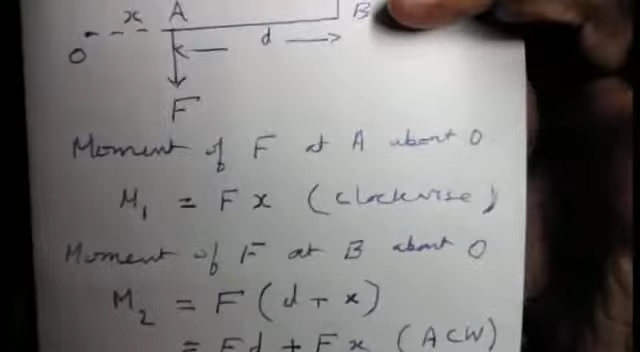 x A B
O d
F
Moment of F at A about O
M₁ = F x (clockwise)
Moment of F at B about O
M₂ = F(d+x)
= Fd + Fx (ACW)